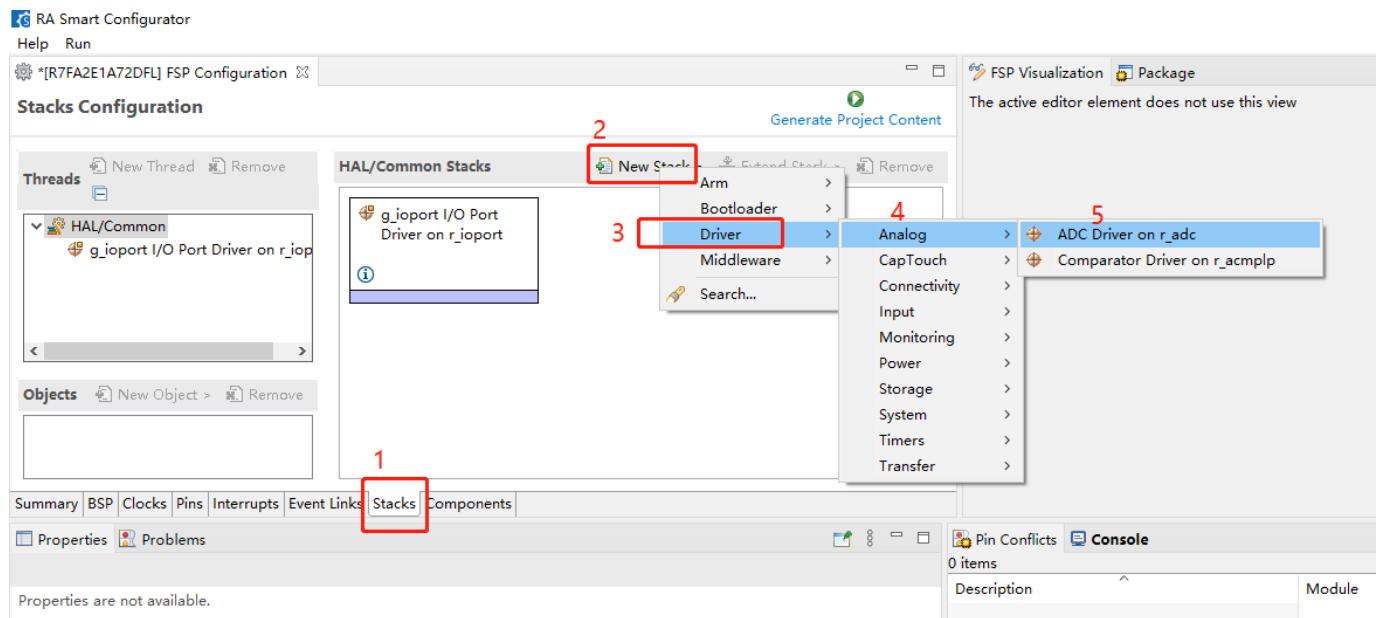 RA Smart Configurator
Help Run
*[R7FA2E1A72DFL] FSP Configuration
Stacks Configuration
Generate Project Content
FSP Visualization Package
The active editor element does not use this view
2
Threads New Thread Remove
HAL/Common Stacks New Stack Extend Stack > Remove
HAL/Common
g_ioport I/O Port Driver on r_iop
g_ioport I/O Port
Driver on r_ioport
Arm
Bootloader
3 Driver
Middleware
Search...
4
Analog
CapTouch
Connectivity
Input
Monitoring
Power
Storage
System
Timers
Transfer
5
ADC Driver on r_adc
Comparator Driver on r_acmplp
Objects New Object > Remove
1
Summary BSP Clocks Pins Interrupts Event Links Stacks Components
Properties Problems
Properties are not available.
Pin Conflicts Console
0 items
Description Module